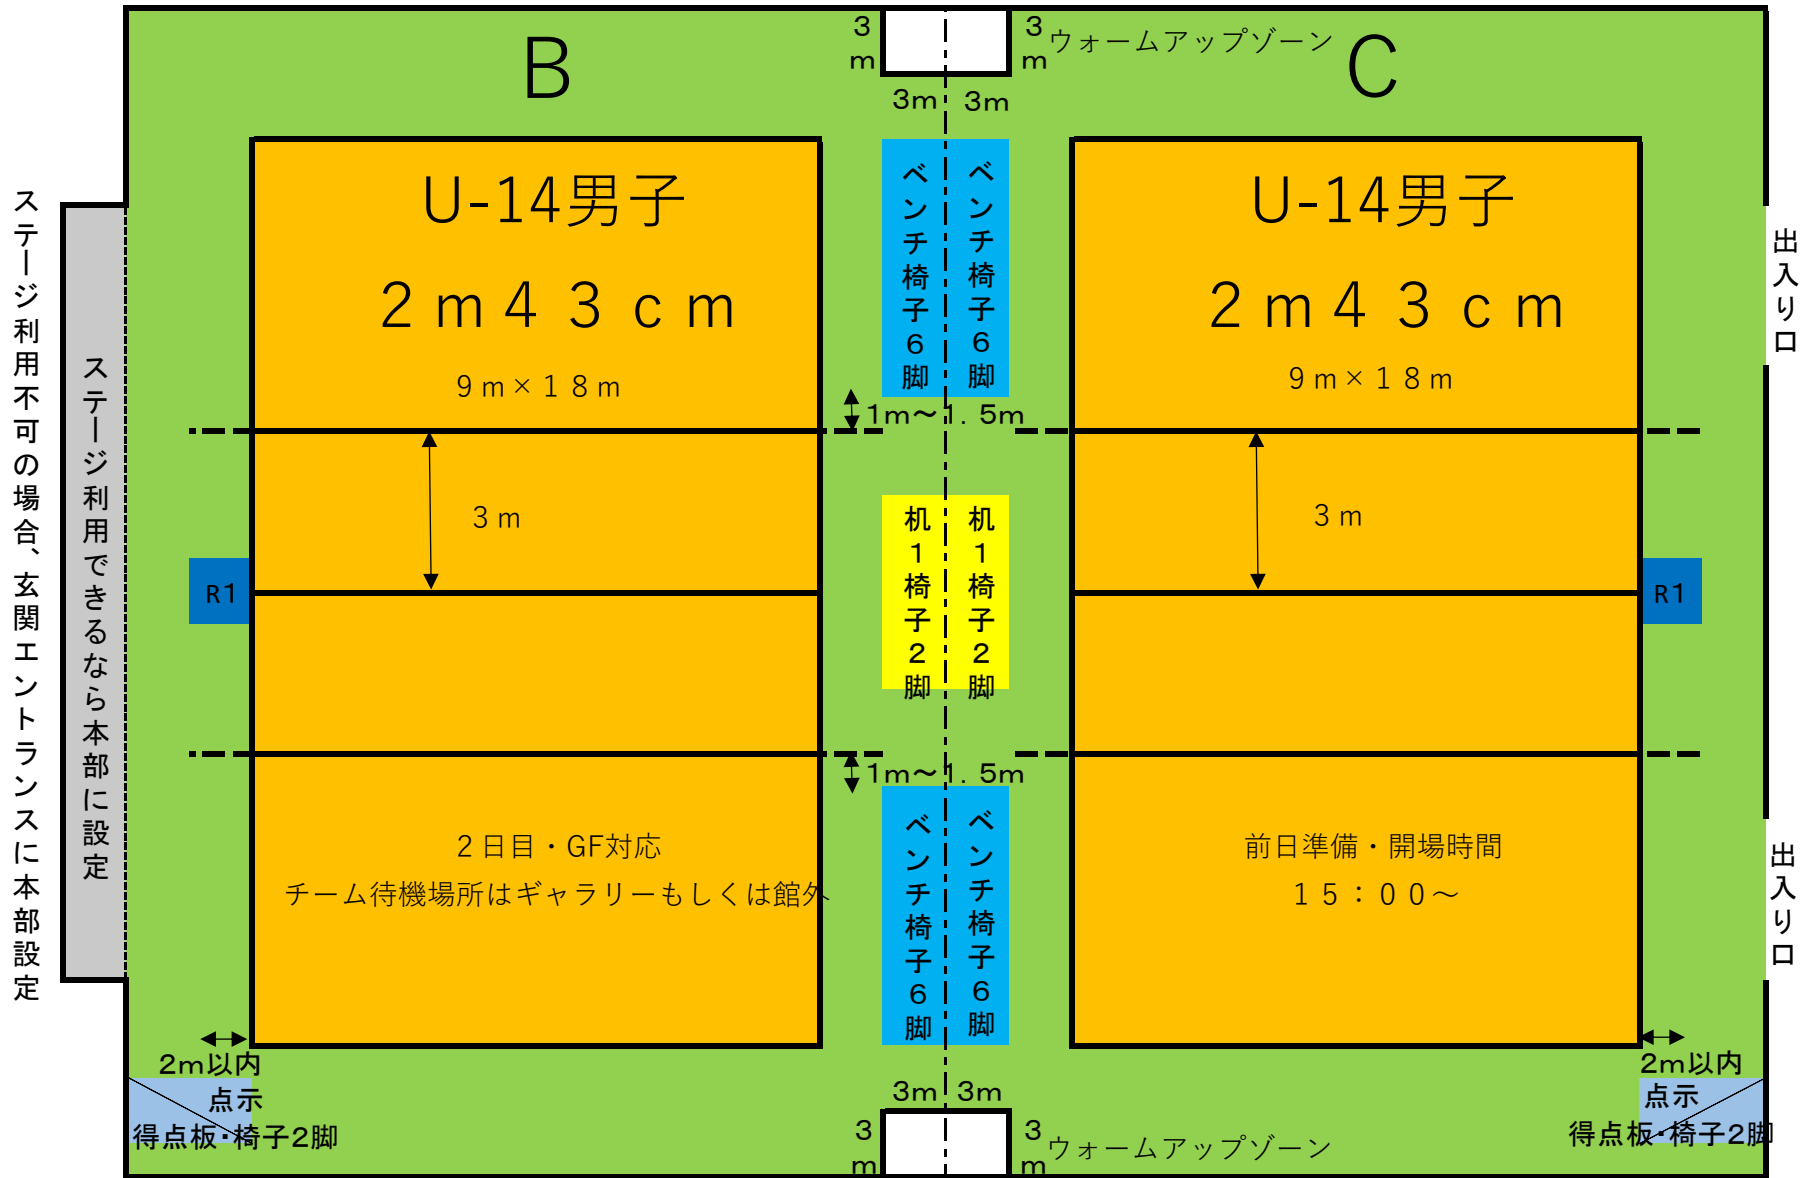 B
C
3
m
3
m
ウォームアップゾーン
3m
3m
ステージ利用不可の場合、玄関エントランスに本部設定
ステージ利用できるなら本部に設定
U-14男子
２ｍ４３ｃｍ
9ｍ×１８ｍ
3ｍ
R1
２日目・GF対応
チーム待機場所はギャラリーもしくは館外
2m以内
点示
得点板・椅子2脚
ベンチ椅子６脚
ベンチ椅子６脚
1m～1．5m
机１椅子２脚
机１椅子２脚
1m～1．5m
ベンチ椅子６脚
ベンチ椅子６脚
3m
3m
3
m
3
m
ウォームアップゾーン
U-14男子
２ｍ４３ｃｍ
9ｍ×１８ｍ
3ｍ
R1
前日準備・開場時間
１５：００～
2m以内
点示
得点板・椅子2脚
出入り口
出入り口